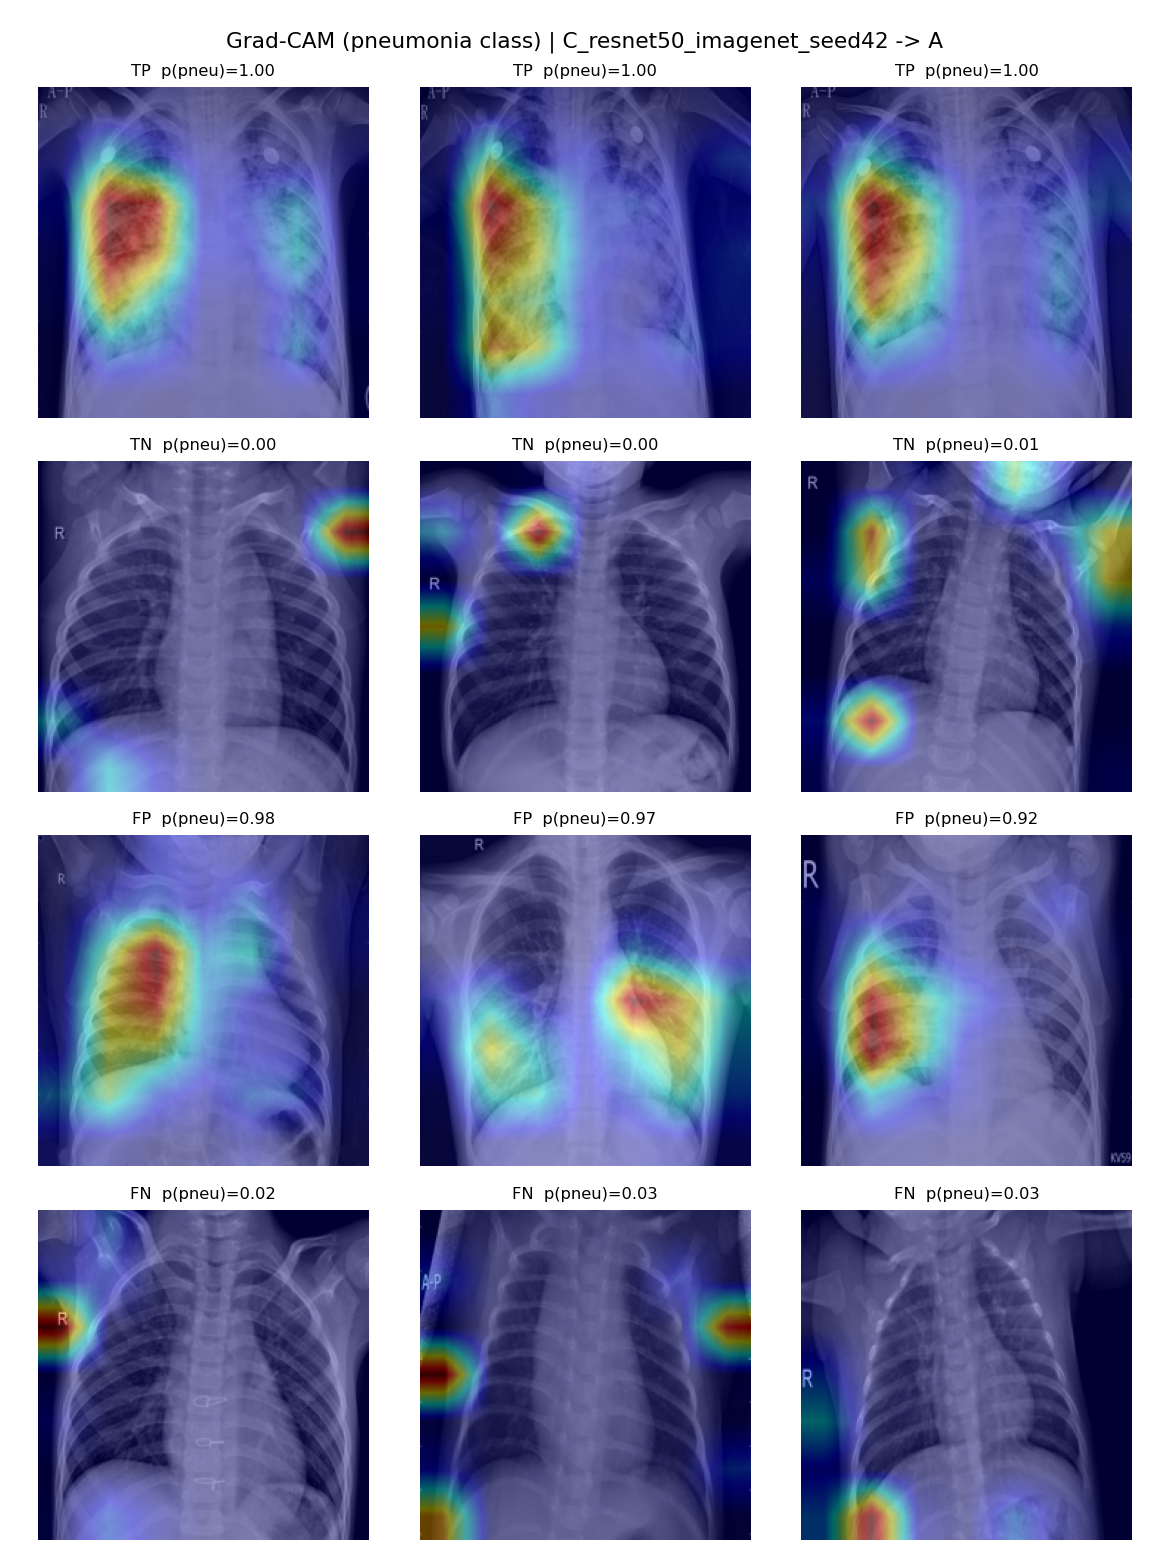 Grad-CAM (pneumonia class) | C_resnet50_imagenet_seed42 -> A
TP p(pneu)=1.00
TP p(pneu)=1.00
TP p(pneu)=1.00
A-P
R
A-P
R
A-P
R
TN p(pneu)=0.00
TN p(pneu)=0.00
TN p(pneu)=0.01
R
R
R
FP p(pneu)=0.98
FP p(pneu)=0.97
FP p(pneu)=0.92
R
R
R
KV59
FN p(pneu)=0.02
FN p(pneu)=0.03
FN p(pneu)=0.03
R
A-P
R